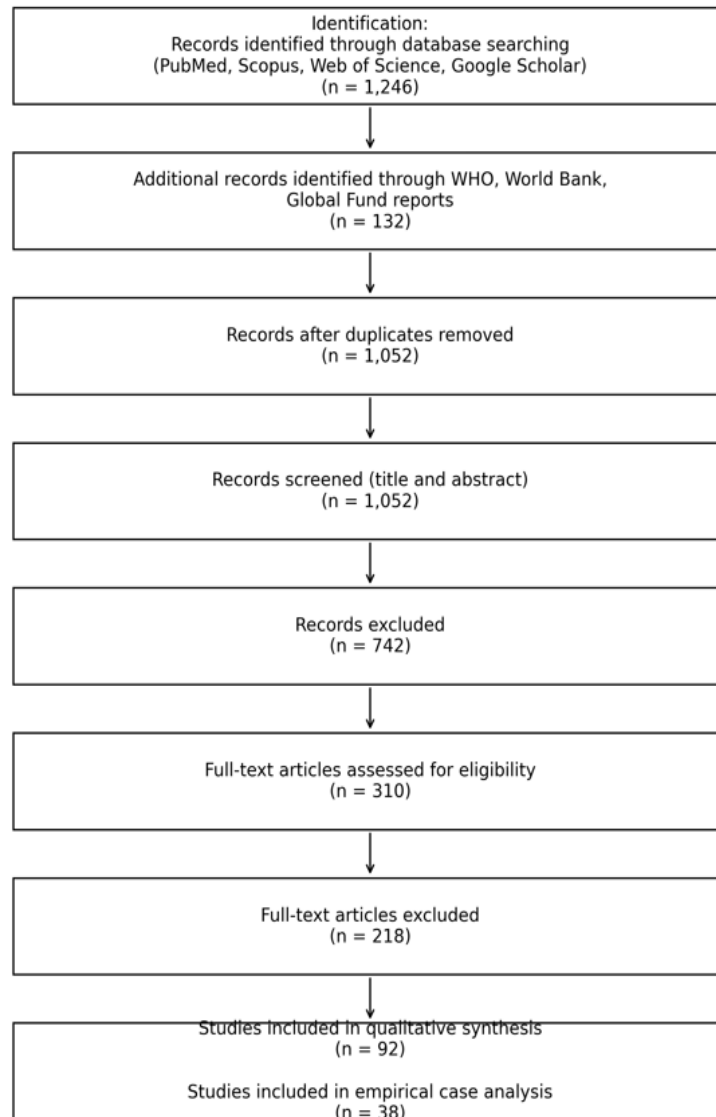 Identification:
Records identified through database searching
(PubMed, Scopus, Web of Science, Google Scholar)
(n = 1,246)
Additional records identified through WHO, World Bank,
Global Fund reports
(n = 132)
Records after duplicates removed
(n = 1,052)
Records screened (title and abstract)
(n = 1,052)
Records excluded
(n = 742)
Full-text articles assessed for eligibility
(n = 310)
Full-text articles excluded
(n = 218)
Studies included in qualitative synthesis
(n = 92)
Studies included in empirical case analysis
(n = 38)